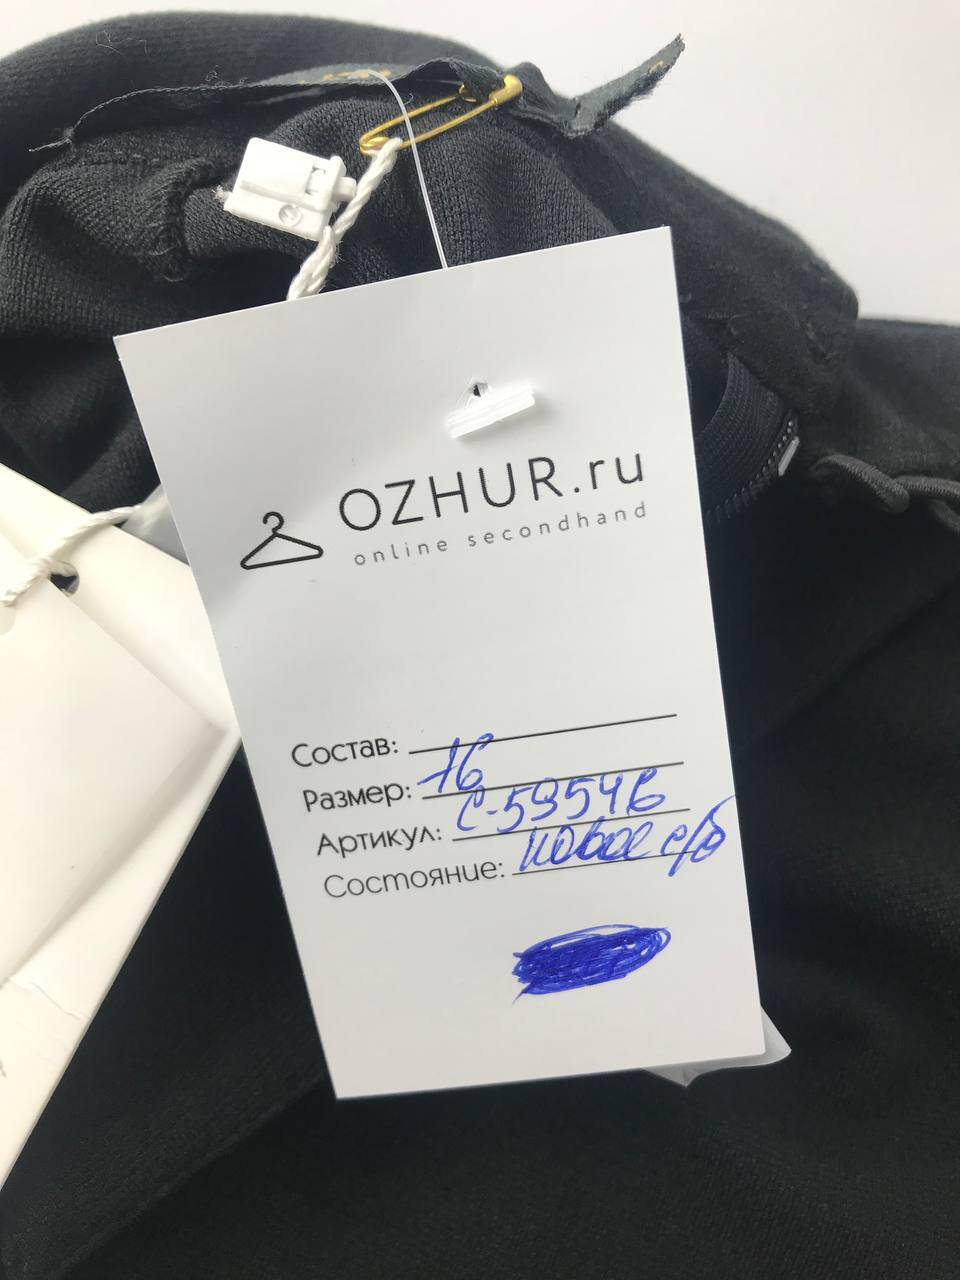 OZHUR.ru
online secondhand
Состав:
Размер: 16
Артикул: С-59546
Состояние: новое с/б